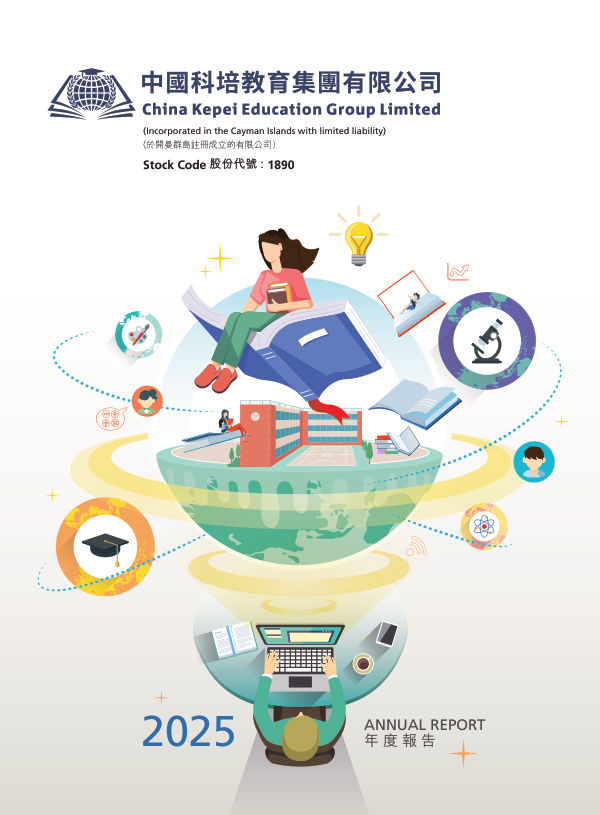 中國科培教育集團有限公司
China Kepei Education Group Limited
(Incorporated in the Cayman Islands with limited liability)
(於開曼群島註冊成立的有限公司)
Stock Code 股份代號 : 1890
2025
ANNUAL REPORT
年度報告